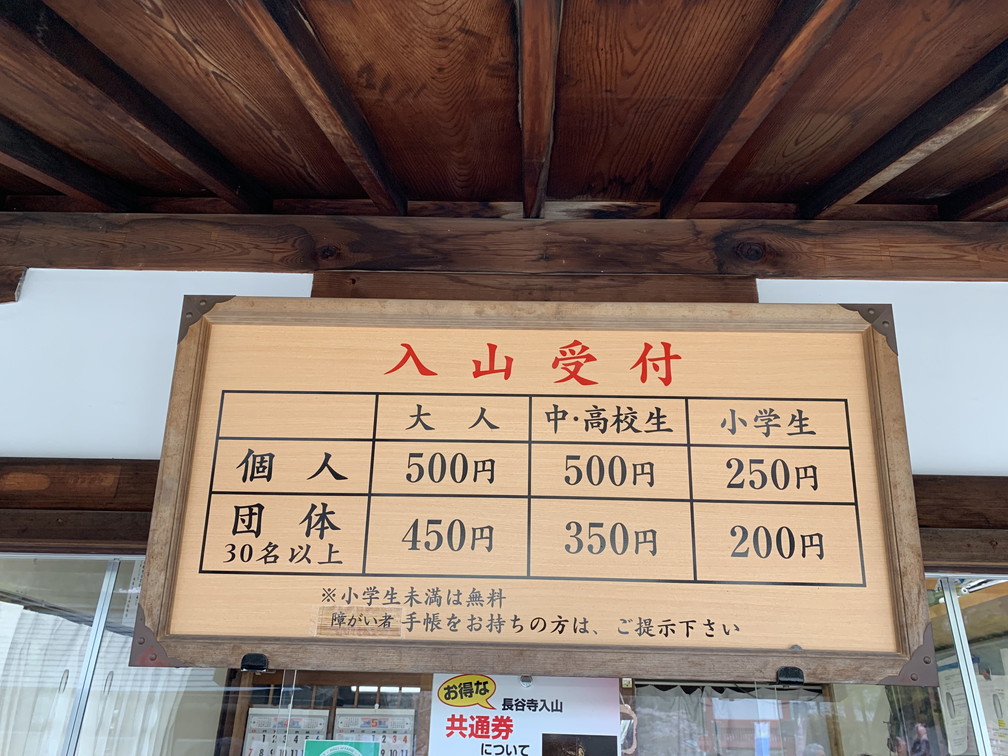 入山受付
大人 中・高校生 小学生
個人 500円 500円 250円
団体 450円 350円 200円
30名以上
※小学生未満は無料
障がい者手帳をお持ちの方は、ご提示下さい
お得な
長谷寺入山
共通券
について